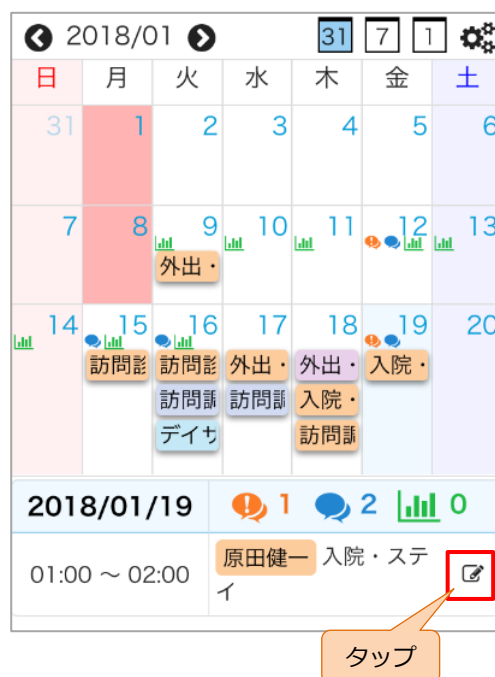 2018/01 31 7 1
日 月 火 水 木 金 土
31 1 2 3 4 5 6
7 8 9 10 11 12 13
外出・
14 15 16 17 18 19 20
訪問診 訪問診 外出・ 外出・ 入院・
訪問調 訪問調 入院・
デイサ 訪問調
2018/01/19 1 2 0
01:00 ～ 02:00 原田健一 入院・ステ
イ
タップ